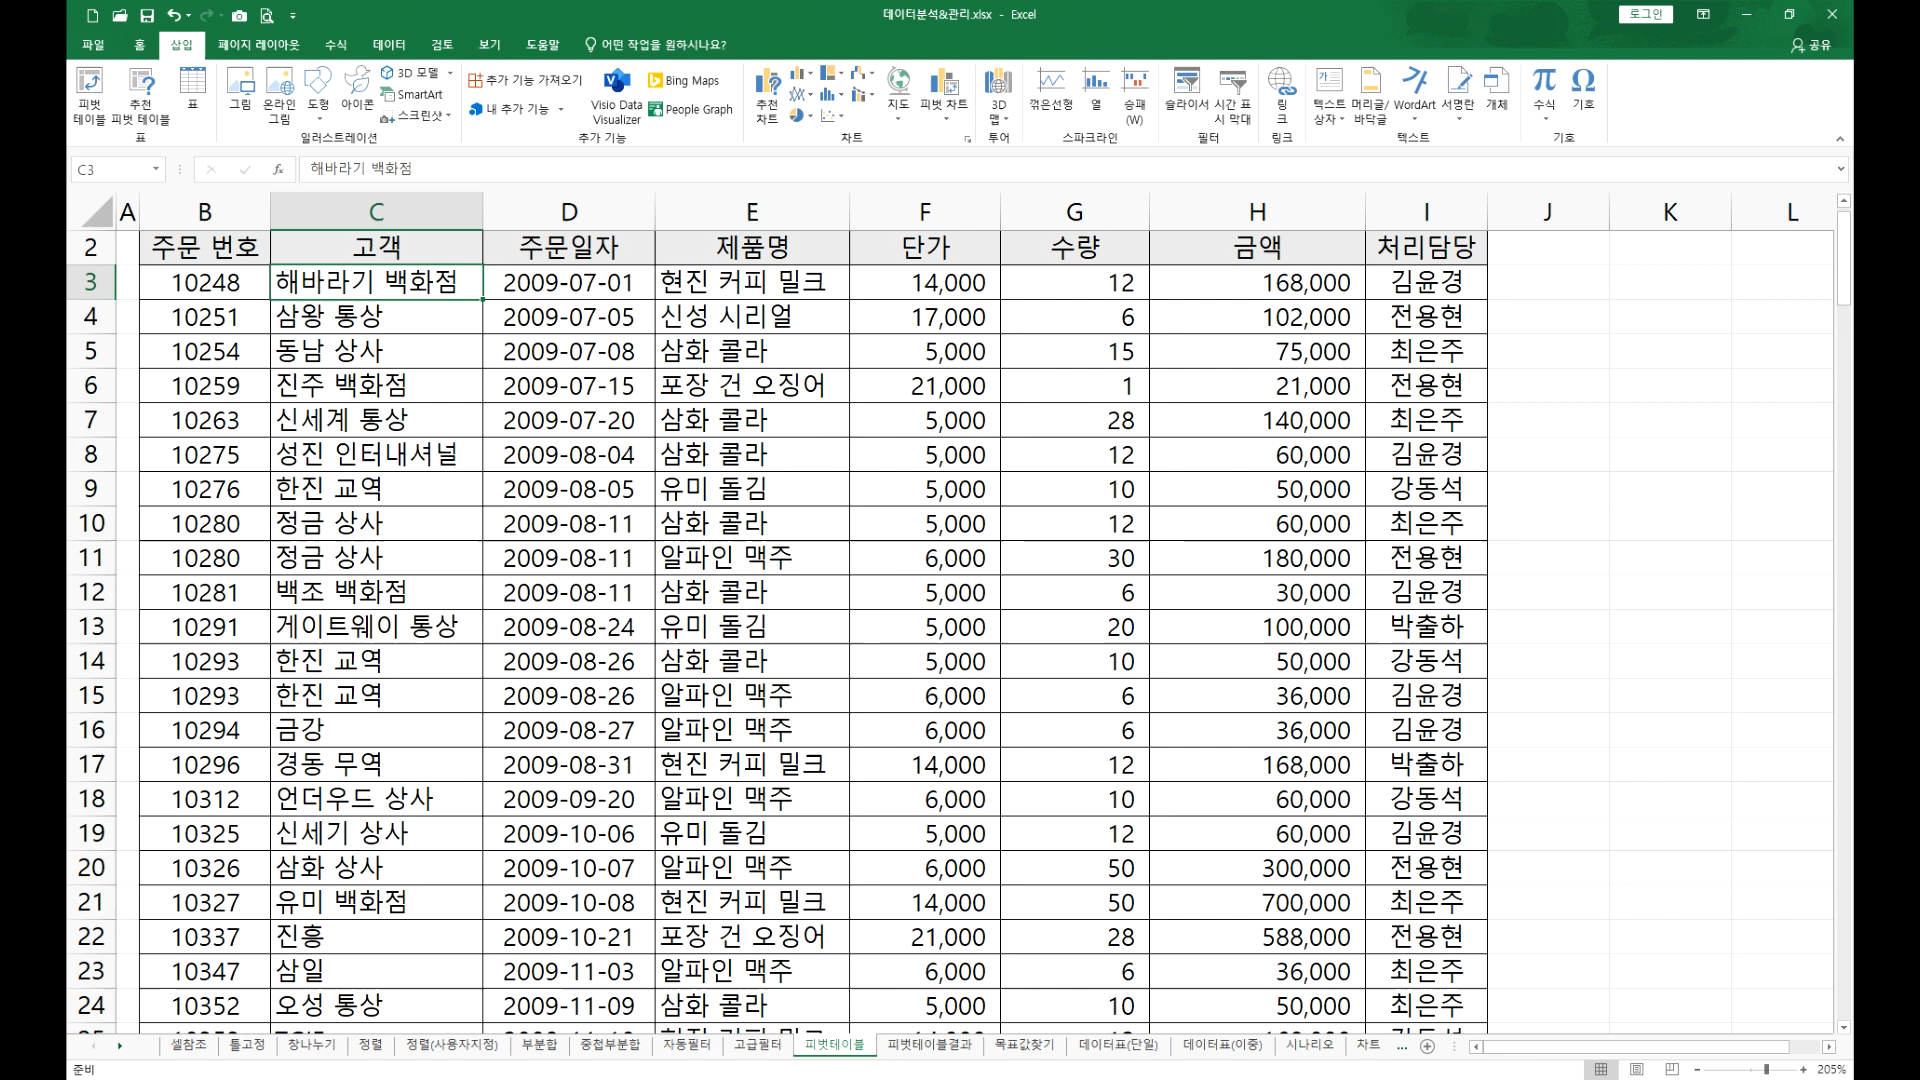 데이터분석&관리.xlsx - Excel
로그인
파일 홈 삽입 페이지 레이아웃 수식 데이터 검토 보기 도움말 어떤 작업을 원하시나요? 공유
피벗 테이블 추천 피벗 테이블 표
표
그림 온라인 그림 도형 아이콘 3D 모델 SmartArt 스크린샷
일러스트레이션
추가 기능 가져오기 내 추가 기능 Visio Data Visualizer Bing Maps People Graph
추가 기능
추천 차트 지도 피벗 차트
차트
3D 맵
투어
꺾은선형 열 승패 (W)
스파크라인
슬라이서 시간 표시 막대
필터
링크
링크
텍스트 상자 머리글/바닥글 WordArt 서명란 개체
텍스트
수식 기호
기호
C3 fx 해바라기 백화점
A B C D E F G H I J K L
2 주문 번호 고객 주문일자 제품명 단가 수량 금액 처리담당
3 10248 해바라기 백화점 2009-07-01 현진 커피 밀크 14,000 12 168,000 김윤경
4 10251 삼왕 통상 2009-07-05 신성 시리얼 17,000 6 102,000 전용현
5 10254 동남 상사 2009-07-08 삼화 콜라 5,000 15 75,000 최은주
6 10259 진주 백화점 2009-07-15 포장 건 오징어 21,000 1 21,000 전용현
7 10263 신세계 통상 2009-07-20 삼화 콜라 5,000 28 140,000 최은주
8 10275 성진 인터내셔널 2009-08-04 삼화 콜라 5,000 12 60,000 김윤경
9 10276 한진 교역 2009-08-05 유미 돌김 5,000 10 50,000 강동석
10 10280 정금 상사 2009-08-11 삼화 콜라 5,000 12 60,000 최은주
11 10280 정금 상사 2009-08-11 알파인 맥주 6,000 30 180,000 전용현
12 10281 백조 백화점 2009-08-11 삼화 콜라 5,000 6 30,000 김윤경
13 10291 게이트웨이 통상 2009-08-24 유미 돌김 5,000 20 100,000 박출하
14 10293 한진 교역 2009-08-26 삼화 콜라 5,000 10 50,000 강동석
15 10293 한진 교역 2009-08-26 알파인 맥주 6,000 6 36,000 김윤경
16 10294 금강 2009-08-27 알파인 맥주 6,000 6 36,000 김윤경
17 10296 경동 무역 2009-08-31 현진 커피 밀크 14,000 12 168,000 박출하
18 10312 언더우드 상사 2009-09-20 알파인 맥주 6,000 10 60,000 강동석
19 10325 신세기 상사 2009-10-06 유미 돌김 5,000 12 60,000 김윤경
20 10326 삼화 상사 2009-10-07 알파인 맥주 6,000 50 300,000 전용현
21 10327 유미 백화점 2009-10-08 현진 커피 밀크 14,000 50 700,000 최은주
22 10337 진흥 2009-10-21 포장 건 오징어 21,000 28 588,000 전용현
23 10347 삼일 2009-11-03 알파인 맥주 6,000 6 36,000 최은주
24 10352 오성 통상 2009-11-09 삼화 콜라 5,000 10 50,000 최은주
셀참조 틀고정 창나누기 정렬 정렬(사용자지정) 부분합 중첩부분합 자동필터 고급필터 피벗테이블 피벗테이블결과 목표값찾기 데이터표(단일) 데이터표(이중) 시나리오 차트 ...
준비 205%